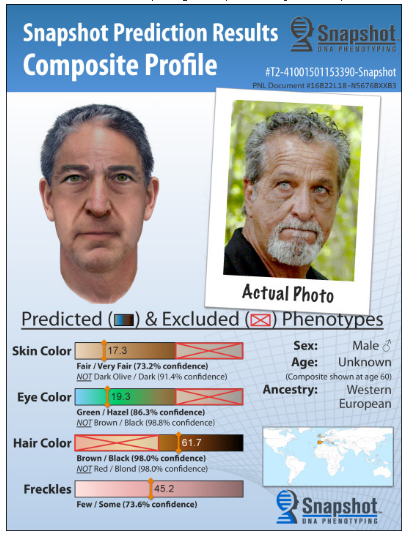 Snapshot Prediction Results
Composite Profile
Snapshot™
DNA PHENOTYPING
#T2-41001501153390-Snapshot
PNL Document #16B22L18-N5676BXXB3
Actual Photo
Predicted ( ) & Excluded ( ) Phenotypes
Skin Color
17.3
Fair / Very Fair (73.2% confidence)
NOT Dark Olive / Dark (91.4% confidence)
Eye Color
19.3
Green / Hazel (86.3% confidence)
NOT Brown / Black (98.8% confidence)
Hair Color
61.7
Brown / Black (98.0% confidence)
NOT Red / Blond (98.0% confidence)
Freckles
45.2
Few / Some (73.6% confidence)
Sex: Male ♂
Age: Unknown
(Composite shown at age 60)
Ancestry: Western
European
Snapshot™
DNA PHENOTYPING